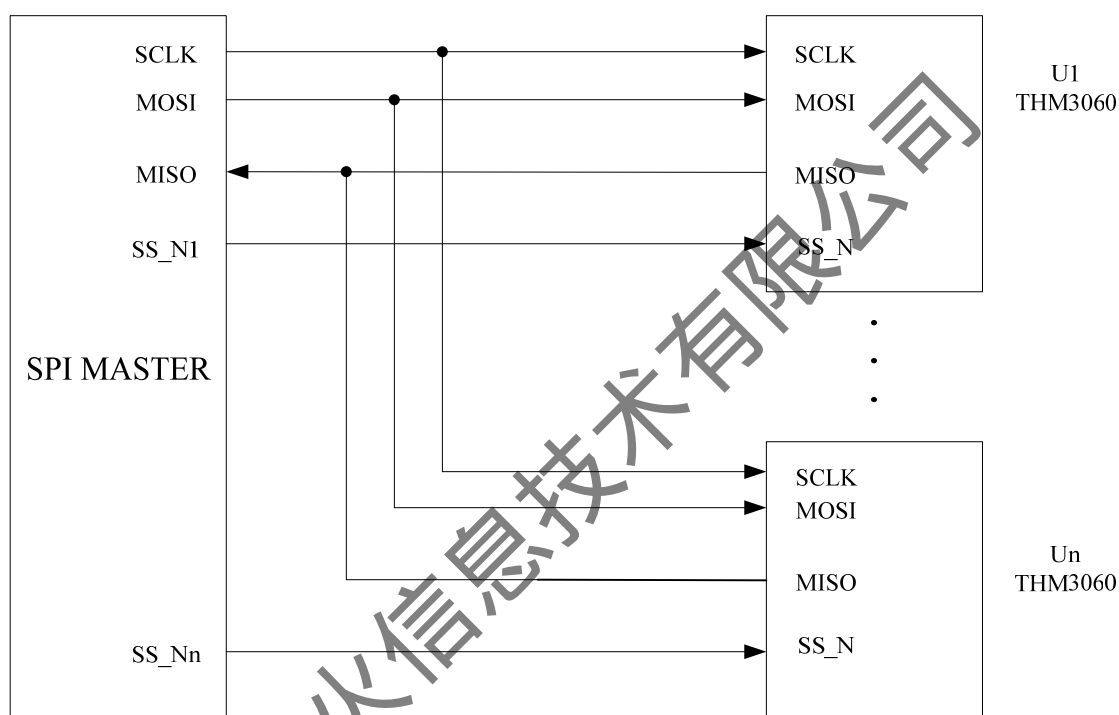 SCLK
MOSI
MISO
SS_N1
SPI MASTER
SS_Nn
SCLK
MOSI
MISO
SS_N
U1
THM3060
SCLK
MOSI
MISO
SS_N
Un
THM3060
火信息技术有限公司